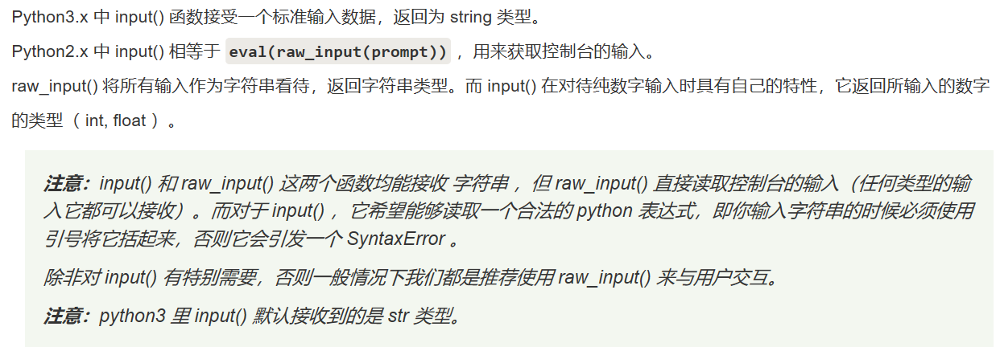 Python3.x 中 input() 函数接受一个标准输入数据，返回为 string 类型。
Python2.x 中 input() 相等于 eval(raw_input(prompt)) ，用来获取控制台的输入。
raw_input() 将所有输入作为字符串看待，返回字符串类型。而 input() 在对待纯数字输入时具有自己的特性，它返回所输入的数字
的类型（ int, float ）。
注意：input() 和 raw_input() 这两个函数均能接收 字符串 ，但 raw_input() 直接读取控制台的输入（任何类型的输
入它都可以接收）。而对于 input() ，它希望能够读取一个合法的 python 表达式，即你输入字符串的时候必须使用
引号将它括起来，否则它会引发一个 SyntaxError 。
除非对 input() 有特别需要，否则一般情况下我们都是推荐使用 raw_input() 来与用户交互。
注意：python3 里 input() 默认接收到的是 str 类型。